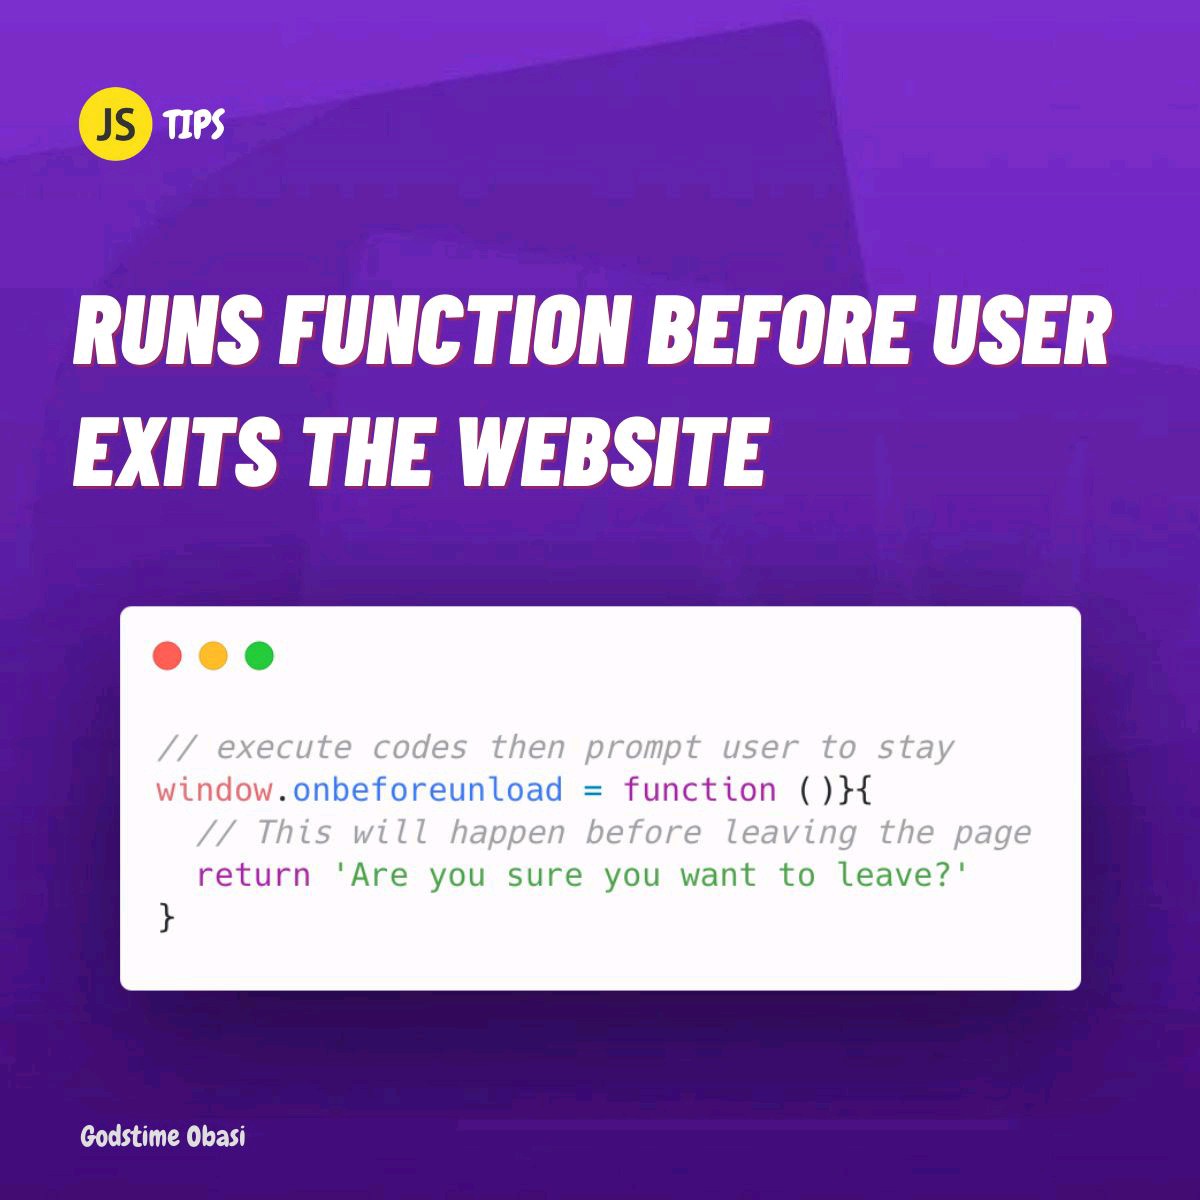 JS TIPS
RUNS FUNCTION BEFORE USER
EXITS THE WEBSITE
// execute codes then prompt user to stay
window.onbeforeunload = function ()}{
// This will happen before leaving the page
return 'Are you sure you want to leave?'
}
Godstime Obasi